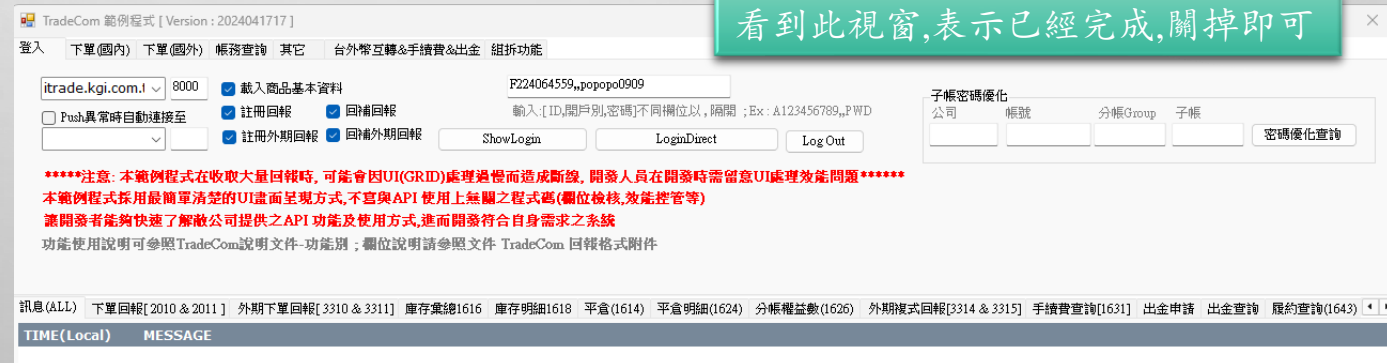 TradeCom 範例程式 [ Version : 2024041717 ]
看到此視窗,表示已經完成,關掉即可
登入 下單(國內) 下單(國外) 帳務查詢 其它 台外幣互轉&手續費&出金 組拆功能
itrade.kgi.com.t 8000 載入商品基本資料 F224064559,,popopo0909
Push異常時自動連接至 註冊回報 回補回報 輸入:[ID,開戶別,密碼]不同欄位以 , 隔開 ; Ex : A123456789,,PWD
註冊外期回報 回補外期回報 ShowLogin LoginDirect Log Out
子帳密碼優化
公司 帳號 分帳Group 子帳
密碼優化查詢
*****注意: 本範例程式在收取大量回報時, 可能會因UI(GRID)處理過慢而造成斷線, 開發人員在開發時需留意UI處理效能問題******
本範例程式採用最簡單清楚的UI畫面呈現方式,不寫與API 使用上無關之程式碼(欄位檢核,效能控管等)
讓開發者能夠快速了解敝公司提供之API 功能及使用方式,進而開發符合自身需求之系統
功能使用說明可參照TradeCom說明文件-功能別 ; 欄位說明請參照文件 TradeCom 回報格式附件
訊息(ALL) 下單回報[ 2010 & 2011 ] 外期下單回報[ 3310 & 3311] 庫存彙總1616 庫存明細1618 平倉(1614) 平倉明細(1624) 分帳權益數(1626) 外期複式回報[3314 & 3315] 手續費查詢[1631] 出金申請 出金查詢 履約查詢(1643)
TIME(Local) MESSAGE